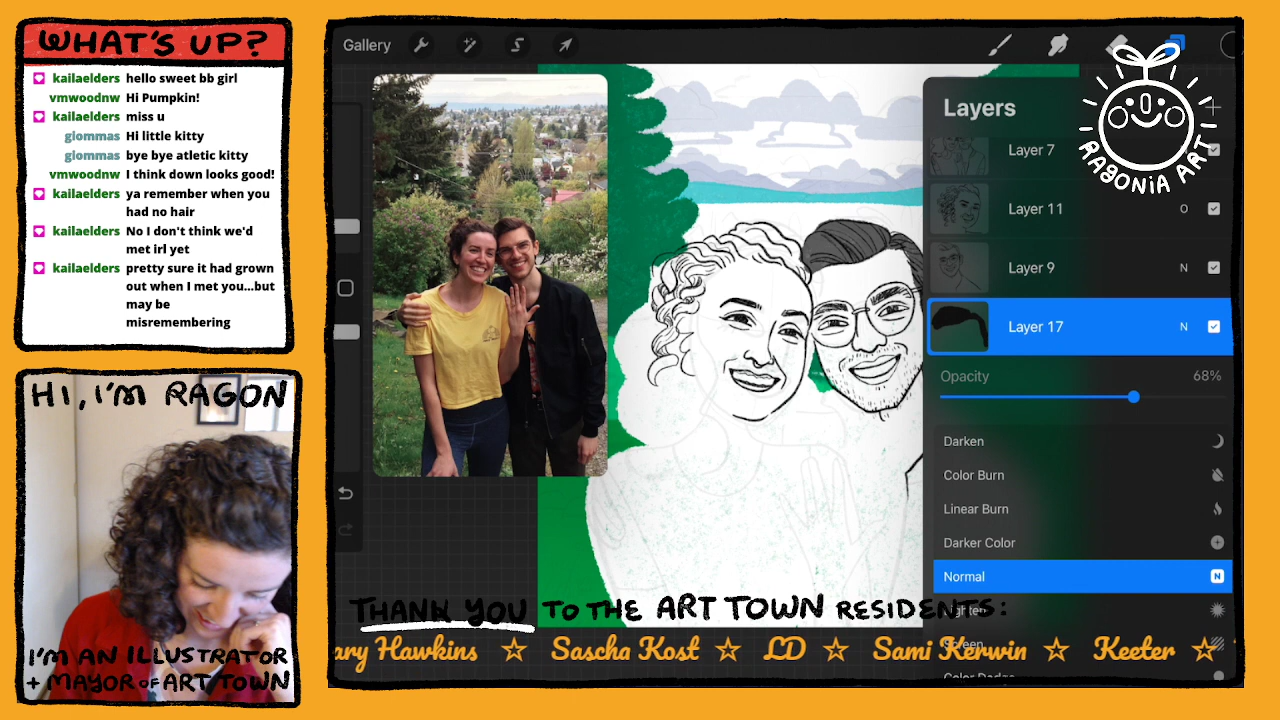 WHAT'S UP?
kailaelders hello sweet bb girl
vmwoodnw Hi Pumpkin!
kailaelders miss u
glommas Hi little kitty
glommas bye bye atletic kitty
vmwoodnw I think down looks good!
kailaelders ya remember when you
had no hair
kailaelders No I don't think we'd
met irl yet
kailaelders pretty sure it had grown
out when I met you...but
may be
misremembering
HI, I'M RAGON
I'M AN ILLUSTRATOR
+ MAYOR OF ART TOWN
Gallery
Layers
Layer 7
Layer 11 O
Layer 9 N
Layer 17 N
Opacity 68%
Darken
Color Burn
Linear Burn
Darker Color
Normal N
Lighten
Screen
RAGONIA ART
THANK YOU TO THE ART TOWN RESIDENTS:
ary Hawkins ☆ Sascha Kost ☆ LD ☆ Sami Kerwin ☆ Keeter ☆